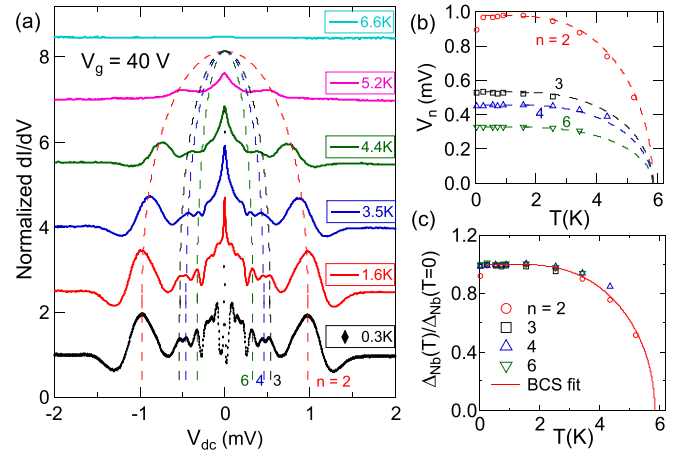 (a)
V_g = 40 V
6.6K
5.2K
4.4K
3.5K
1.6K
0.3K
6 4 3 n = 2
Normalized dI/dV
0 2 4 6 8
-2 -1 0 1 2
V_dc (mV)
(b)
V_n (mV)
0.0 0.2 0.4 0.6 0.8 1.0
n = 2
3
4
6
0 2 4 6
T(K)
(c)
Δ_Nb(T)/Δ_Nb(T=0)
0.0 0.4 0.8 1.2
n = 2
3
4
6
BCS fit
0 2 4 6
T(K)